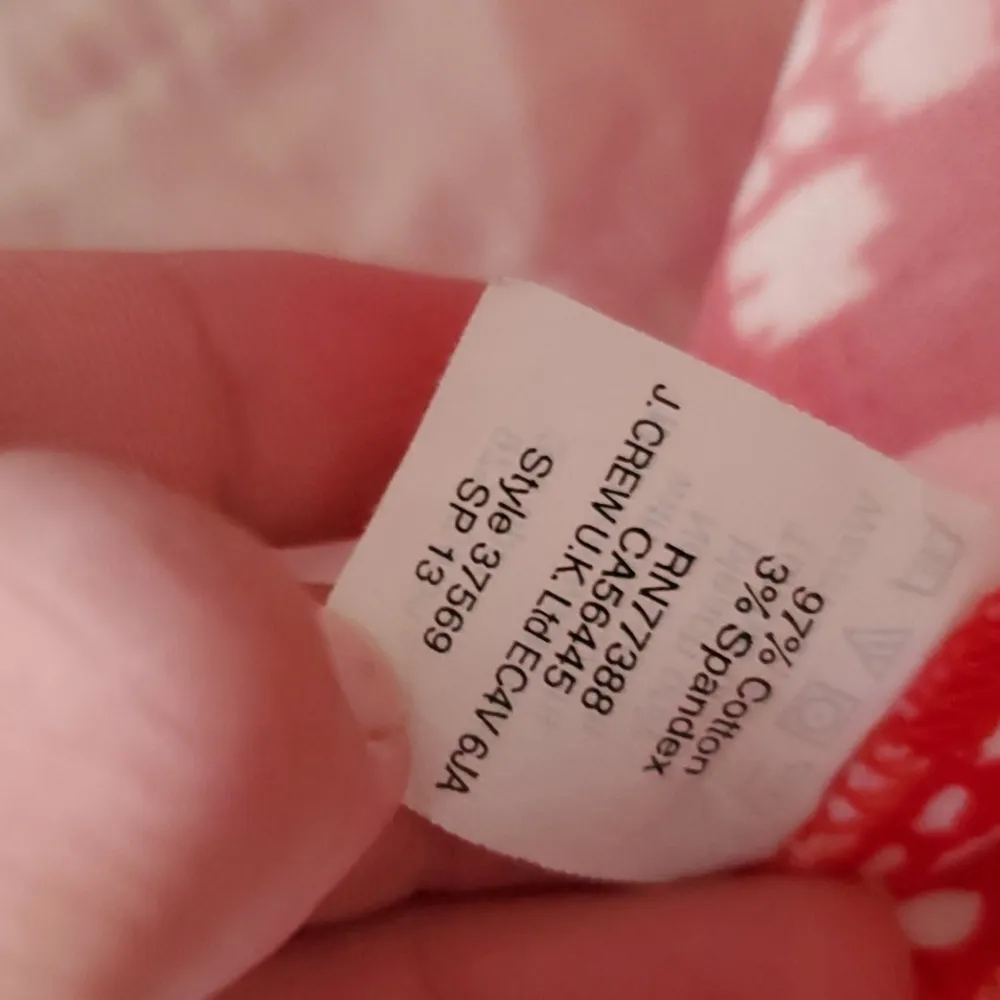 97% Cotton
3% Spandex
RN77388
CA56445
J.CREW U.K. Ltd EC4V 6JA
Style 37569
SP 13